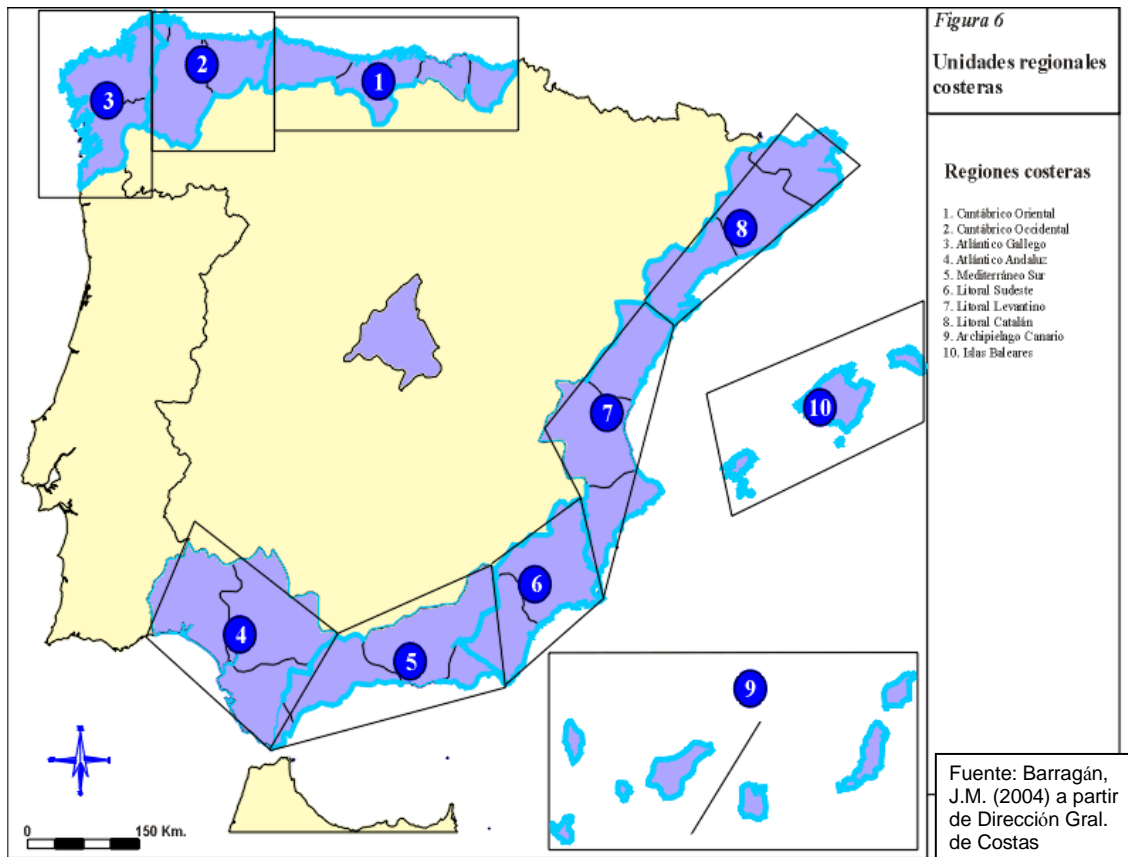 Figura 6
Unidades regionales
costeras
Regiones costeras
1. Cantábrico Oriental
2. Cantábrico Occidental
3. Atlántico Gallego
4. Atlántico Andaluz
5. Mediterráneo Sur
6. Litoral Sudeste
7. Litoral Levantino
8. Litoral Catalán
9. Archipielago Canario
10. Islas Baleares
3
2
1
8
10
7
6
4
5
9
0
150 Km.
Fuente: Barragán,
J.M. (2004) a partir
de Dirección Gral.
de Costas